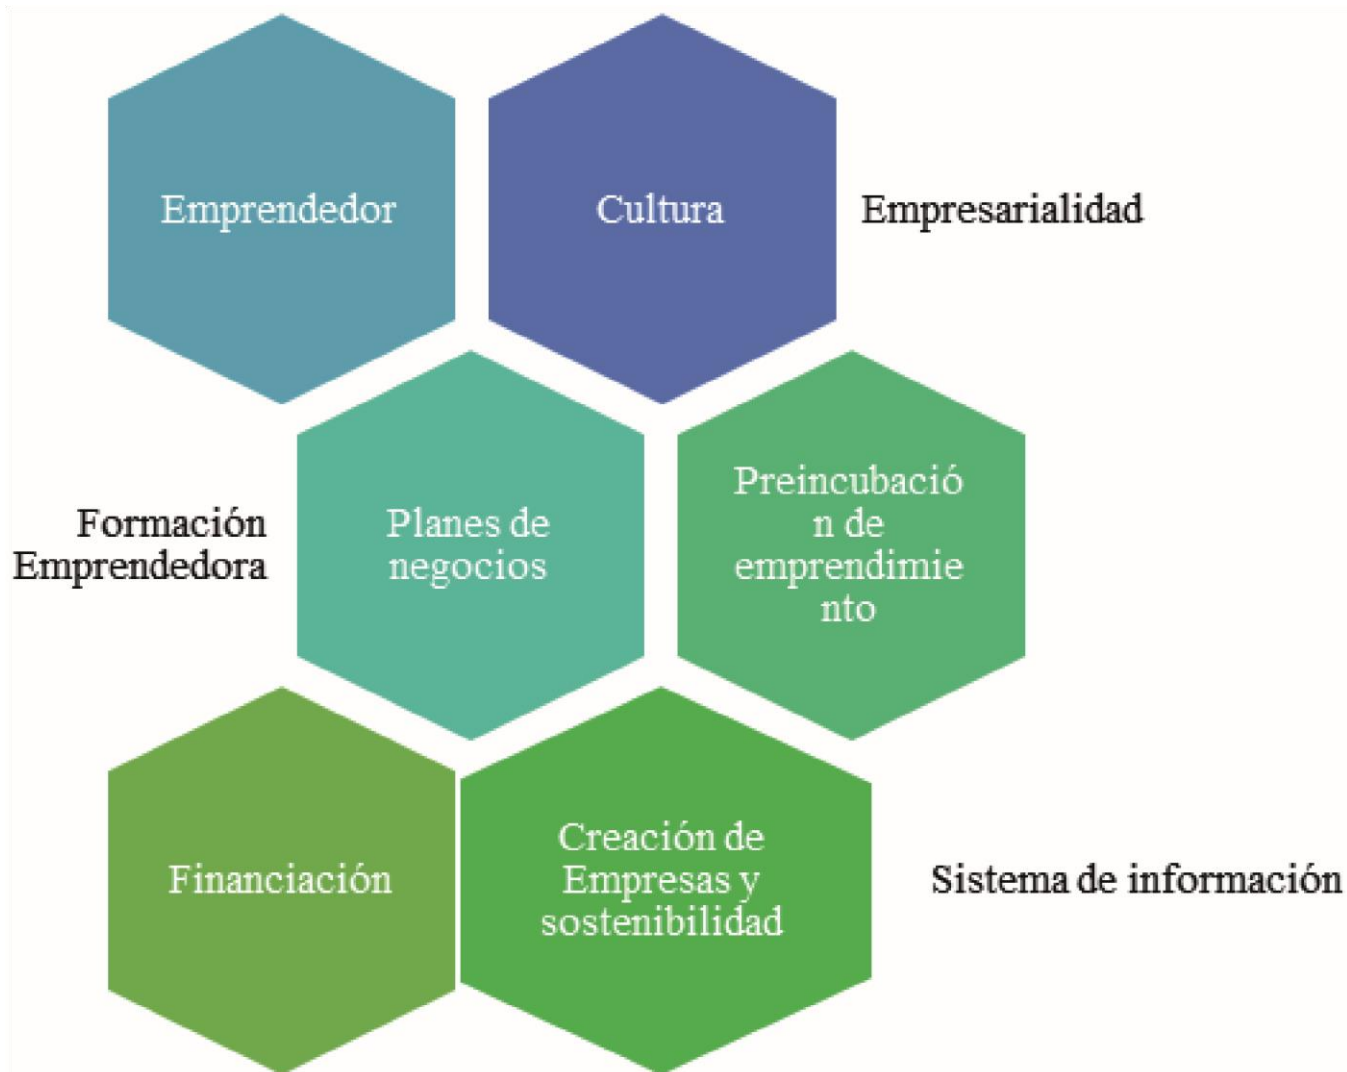 Emprendedor
Cultura
Empresarialidad
Formación
Emprendedora
Planes de
negocios
Preincubació
n de
emprendimie
nto
Financiación
Creación de
Empresas y
sostenibilidad
Sistema de información